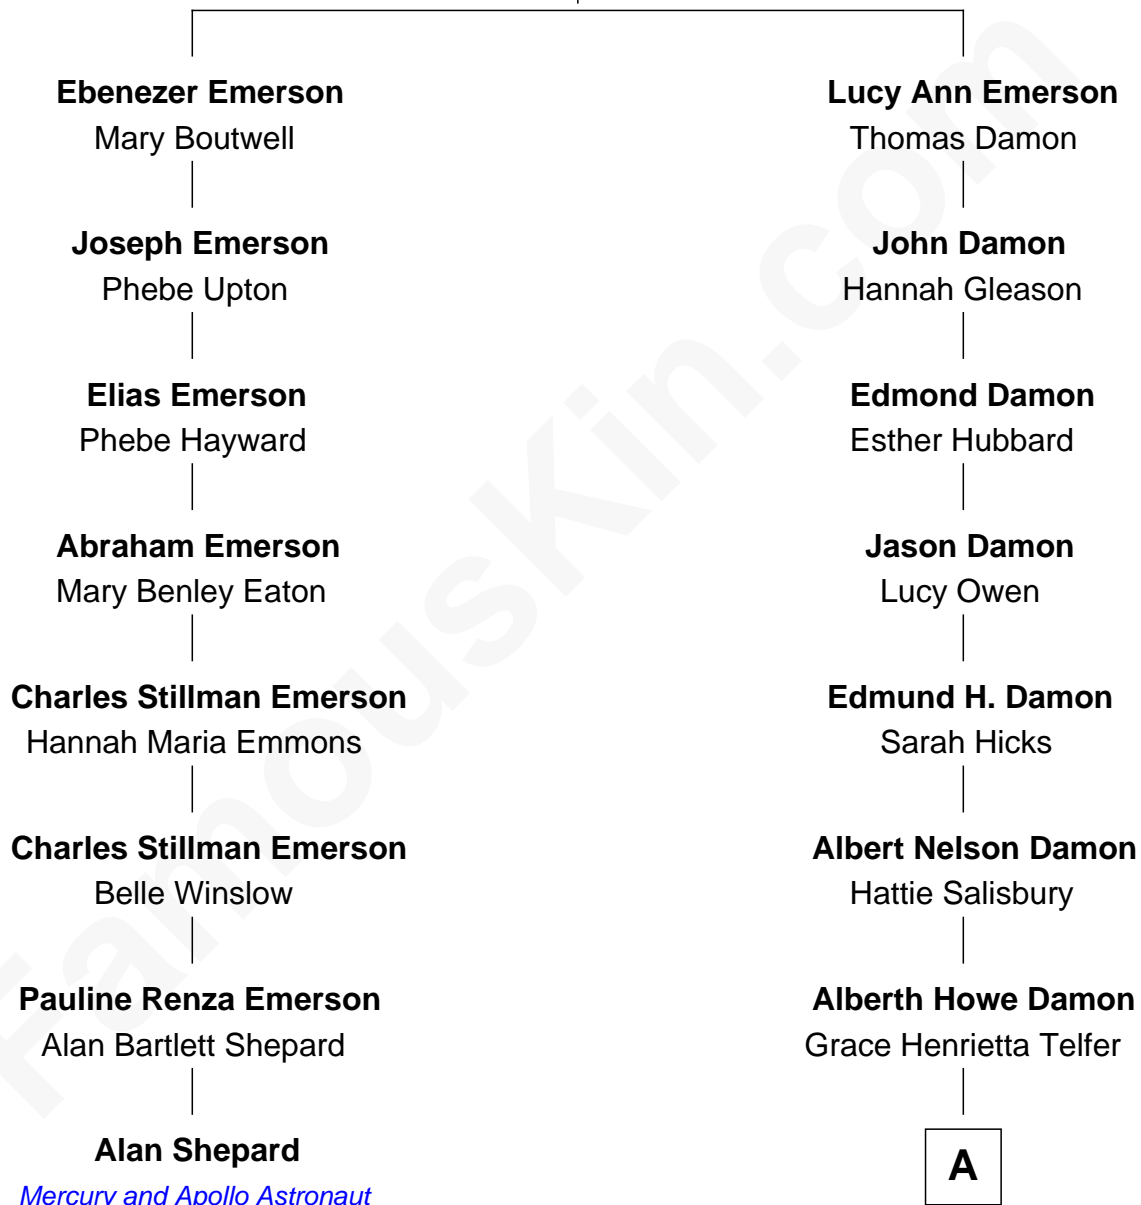 Ebenezer Emerson
Mary Boutwell
Joseph Emerson
Phebe Upton
Elias Emerson
Phebe Hayward
Abraham Emerson
Mary Benley Eaton
Charles Stillman Emerson
Hannah Maria Emmons
Charles Stillman Emerson
Belle Winslow
Pauline Renza Emerson
Alan Bartlett Shepard
Alan Shepard
Mercury and Apollo Astronaut
Lucy Ann Emerson
Thomas Damon
John Damon
Hannah Gleason
Edmond Damon
Esther Hubbard
Jason Damon
Lucy Owen
Edmund H. Damon
Sarah Hicks
Albert Nelson Damon
Hattie Salisbury
Alberth Howe Damon
Grace Henrietta Telfer
A
FamousKin.com